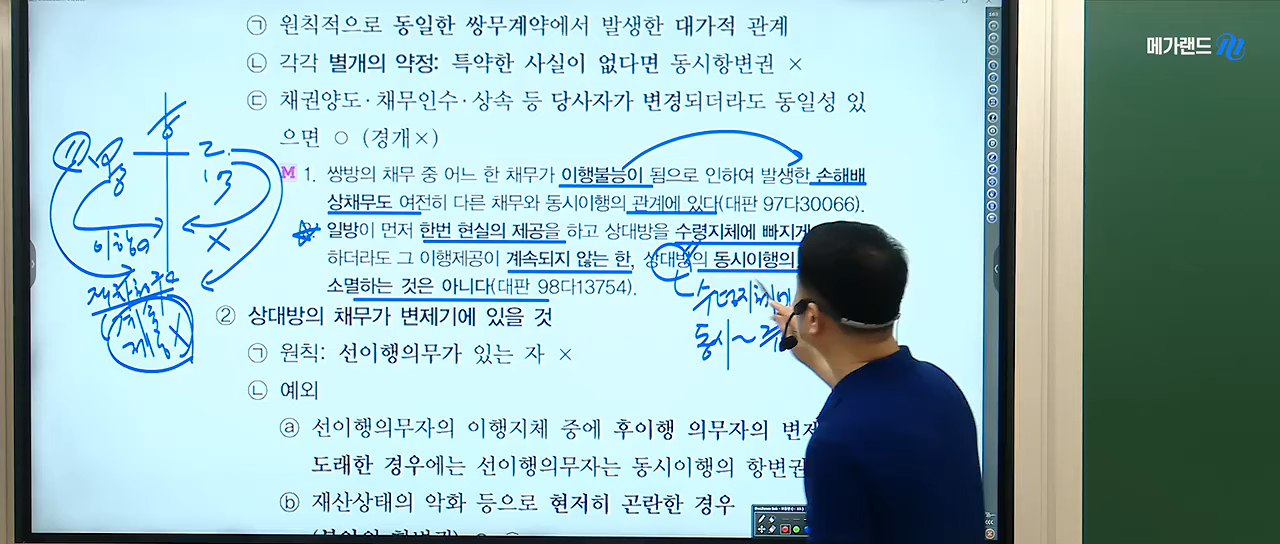 메가랜드
㉠ 원칙적으로 동일한 쌍무계약에서 발생한 대가적 관계
㉡ 각각 별개의 약정: 특약한 사실이 없다면 동시항변권 ×
㉢ 채권양도·채무인수·상속 등 당사자가 변경되더라도 동일성 있
으면 ○ (경개×)
M 1. 쌍방의 채무 중 어느 한 채무가 이행불능이 됨으로 인하여 발생한 손해배
상채무도 여전히 다른 채무와 동시이행의 관계에 있다(대판 97다30066).
일방이 먼저 한번 현실의 제공을 하고 상대방을 수령지체에 빠지게
하더라도 그 이행제공이 계속되지 않는 한, 상대방의 동시이행의
소멸하는 것은 아니다(대판 98다13754).
수령지체
동시~
② 상대방의 채무가 변제기에 있을 것
㉠ 원칙: 선이행의무가 있는 자 ×
㉡ 예외
ⓐ 선이행의무자의 이행지체 중에 후이행 의무자의 변제
도래한 경우에는 선이행의무자는 동시이행의 항변권
ⓑ 재산상태의 악화 등으로 현저히 곤란한 경우